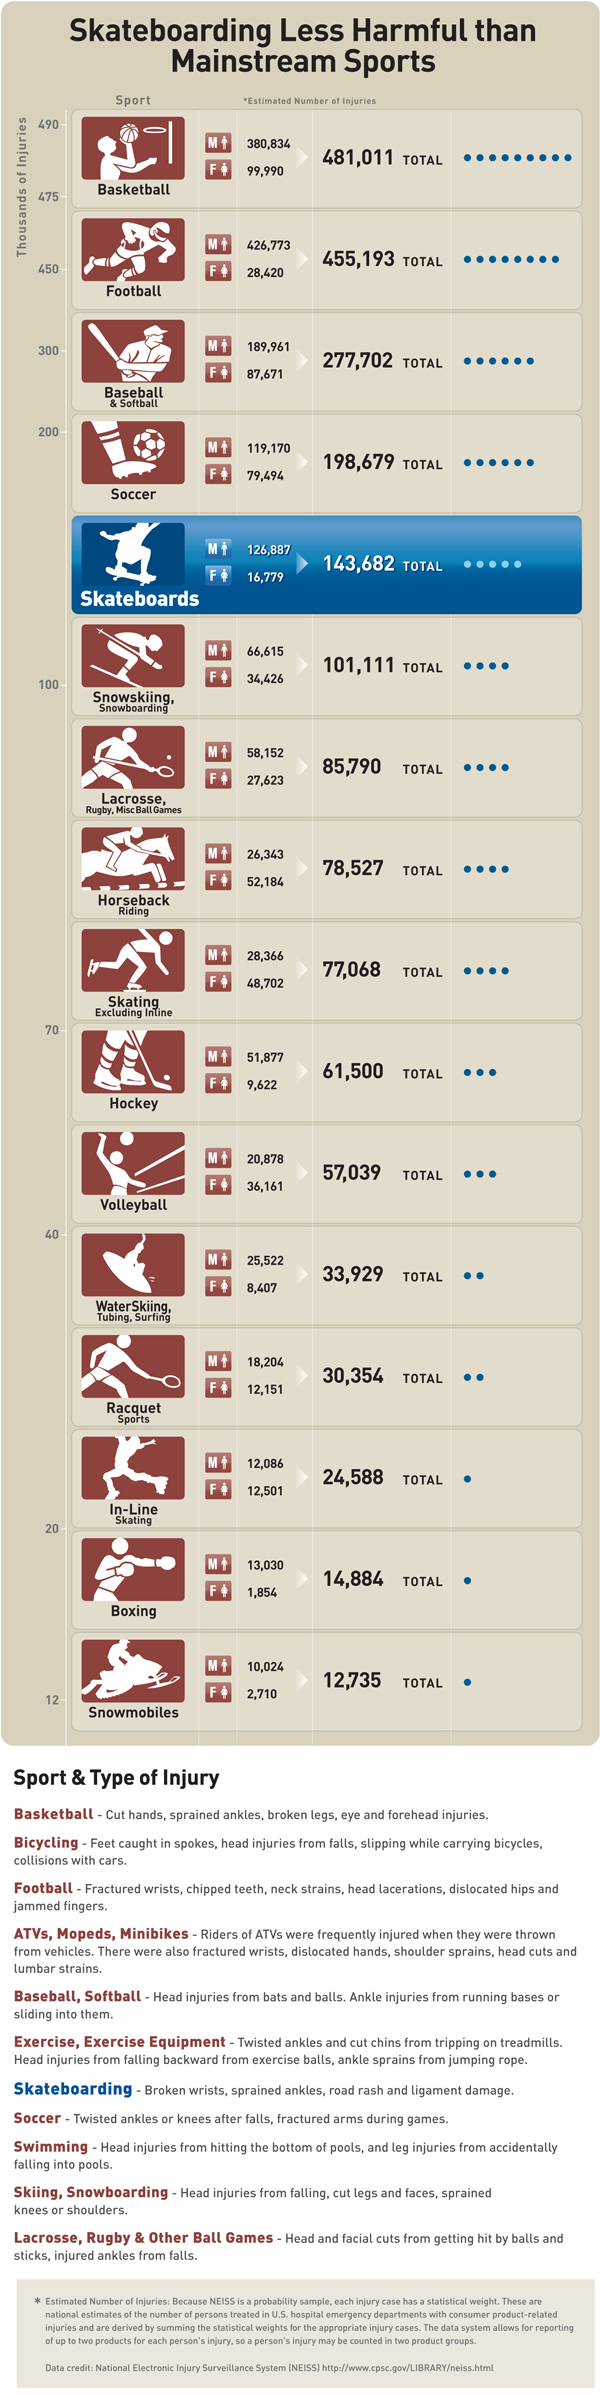 Skateboarding Less Harmful than
Mainstream Sports
Sport
*Estimated Number of Injuries
Thousands of Injuries
490
475
450
300
200
100
70
40
20
12
Basketball
M 380,834
F 99,990
481,011 TOTAL
Football
M 426,773
F 28,420
455,193 TOTAL
Baseball
& Softball
M 189,961
F 87,671
277,702 TOTAL
Soccer
M 119,170
F 79,494
198,679 TOTAL
Skateboards
M 126,887
F 16,779
143,682 TOTAL
Snowskiing,
Snowboarding
M 66,615
F 34,426
101,111 TOTAL
Lacrosse,
Rugby, Misc Ball Games
M 58,152
F 27,623
85,790 TOTAL
Horseback
Riding
M 26,343
F 52,184
78,527 TOTAL
Skating
Excluding Inline
M 28,366
F 48,702
77,068 TOTAL
Hockey
M 51,877
F 9,622
61,500 TOTAL
Volleyball
M 20,878
F 36,161
57,039 TOTAL
WaterSkiing,
Tubing, Surfing
M 25,522
F 8,407
33,929 TOTAL
Racquet
Sports
M 18,204
F 12,151
30,354 TOTAL
In-Line
Skating
M 12,086
F 12,501
24,588 TOTAL
Boxing
M 13,030
F 1,854
14,884 TOTAL
Snowmobiles
M 10,024
F 2,710
12,735 TOTAL
Sport & Type of Injury
Basketball - Cut hands, sprained ankles, broken legs, eye and forehead injuries.
Bicycling - Feet caught in spokes, head injuries from falls, slipping while carrying bicycles,
collisions with cars.
Football - Fractured wrists, chipped teeth, neck strains, head lacerations, dislocated hips and
jammed fingers.
ATVs, Mopeds, Minibikes - Riders of ATVs were frequently injured when they were thrown
from vehicles. There were also fractured wrists, dislocated hands, shoulder sprains, head cuts and
lumbar strains.
Baseball, Softball - Head injuries from bats and balls. Ankle injuries from running bases or
sliding into them.
Exercise, Exercise Equipment - Twisted ankles and cut chins from tripping on treadmills.
Head injuries from falling backward from exercise balls, ankle sprains from jumping rope.
Skateboarding - Broken wrists, sprained ankles, road rash and ligament damage.
Soccer - Twisted ankles or knees after falls, fractured arms during games.
Swimming - Head injuries from hitting the bottom of pools, and leg injuries from accidentally
falling into pools.
Skiing, Snowboarding - Head injuries from falling, cut legs and faces, sprained
knees or shoulders.
Lacrosse, Rugby & Other Ball Games - Head and facial cuts from getting hit by balls and
sticks, injured ankles from falls.
* Estimated Number of Injuries: Because NEISS is a probability sample, each injury case has a statistical weight. These are
national estimates of the number of persons treated in U.S. hospital emergency departments with consumer product-related
injuries and are derived by summing the statistical weights for the appropriate injury cases. The data system allows for reporting
of up to two products for each person's injury, so a person's injury may be counted in two product groups.
Data credit: National Electronic Injury Surveillance System (NEISS) http://www.cpsc.gov/LIBRARY/neiss.html